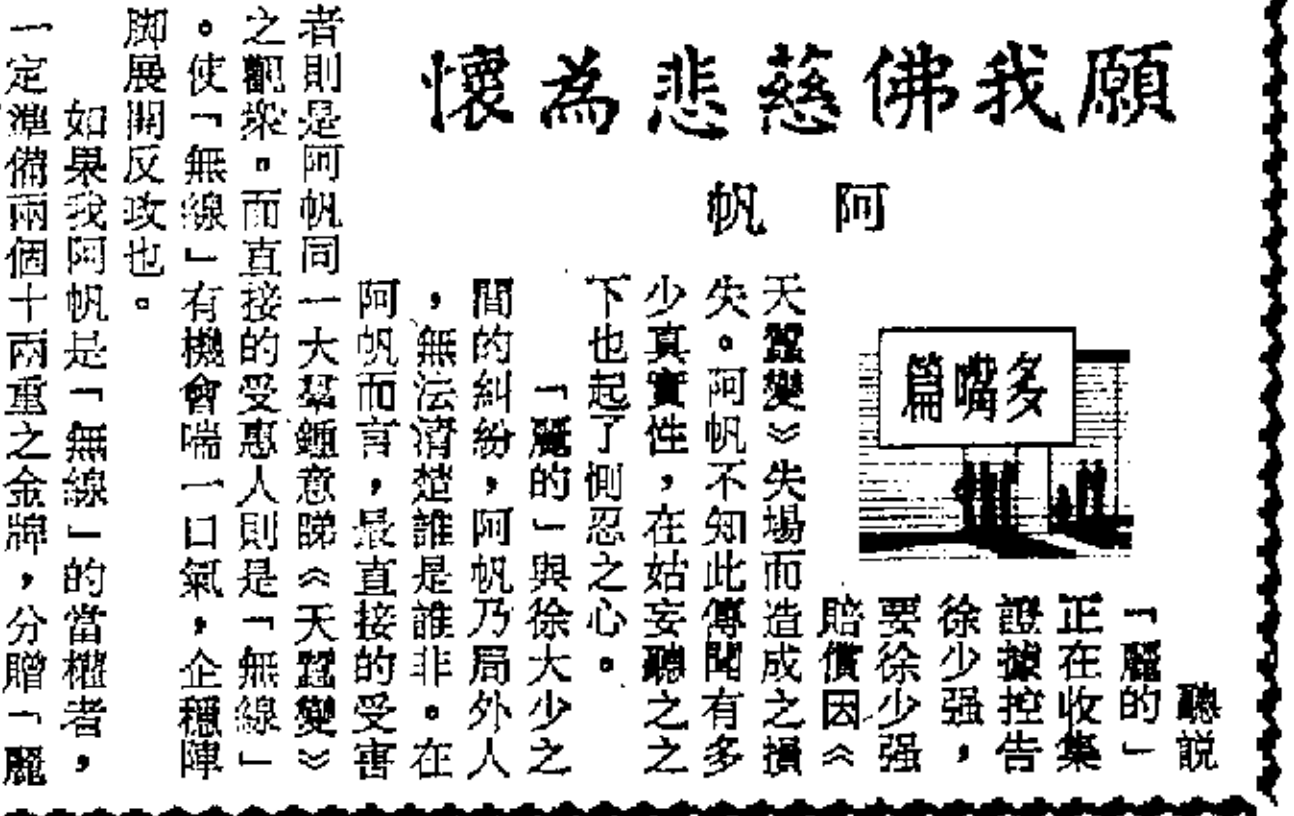 願我佛慈悲為懷
阿帆
多嘴篇
聽説
「麗的」
正在收集
證據控告
徐少强，
要徐少强
賠償因《
天蠶變》失場而造成之損
失。阿帆不知此傳聞有多
少真實性，在姑妄聽之之
下也起了惻忍之心。
「麗的」與徐大少之
間的糾紛，阿帆乃局外人
，無法清楚誰是誰非。在
阿帆而言，最直接的受害
者則是阿帆同一大羣鍾意睇《天蠶變》
之觀衆。而直接的受惠人則是「無線」
。使「無線」有機會喘一口氣，企穩陣
脚展開反攻也。
如果我阿帆是「無線」的當權者，
一定準備兩個十兩重之金牌，分贈「麗